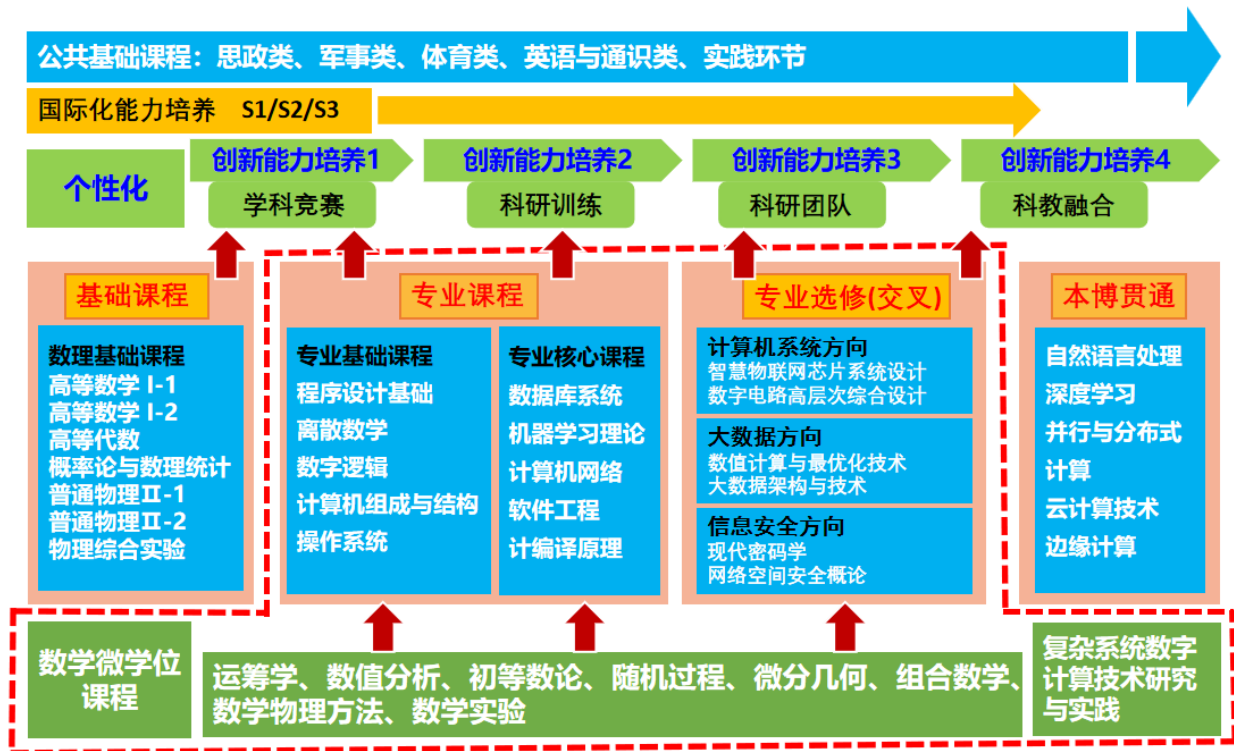 公共基础课程：思政类、军事类、体育类、英语与通识类、实践环节
国际化能力培养 S1/S2/S3
个性化
创新能力培养1
学科竞赛
创新能力培养2
科研训练
创新能力培养3
科研团队
创新能力培养4
科教融合
基础课程
数理基础课程
高等数学 I-1
高等数学 I-2
高等代数
概率论与数理统计
普通物理Ⅱ-1
普通物理Ⅱ-2
物理综合实验
专业课程
专业基础课程
程序设计基础
离散数学
数字逻辑
计算机组成与结构
操作系统
专业核心课程
数据库系统
机器学习理论
计算机网络
软件工程
计编译原理
专业选修(交叉)
计算机系统方向
智慧物联网芯片系统设计
数字电路高层次综合设计
大数据方向
数值计算与最优化技术
大数据架构与技术
信息安全方向
现代密码学
网络空间安全概论
本博贯通
自然语言处理
深度学习
并行与分布式
计算
云计算技术
边缘计算
数学微学位
课程
运筹学、数值分析、初等数论、随机过程、微分几何、组合数学、
数学物理方法、数学实验
复杂系统数字
计算技术研究
与实践